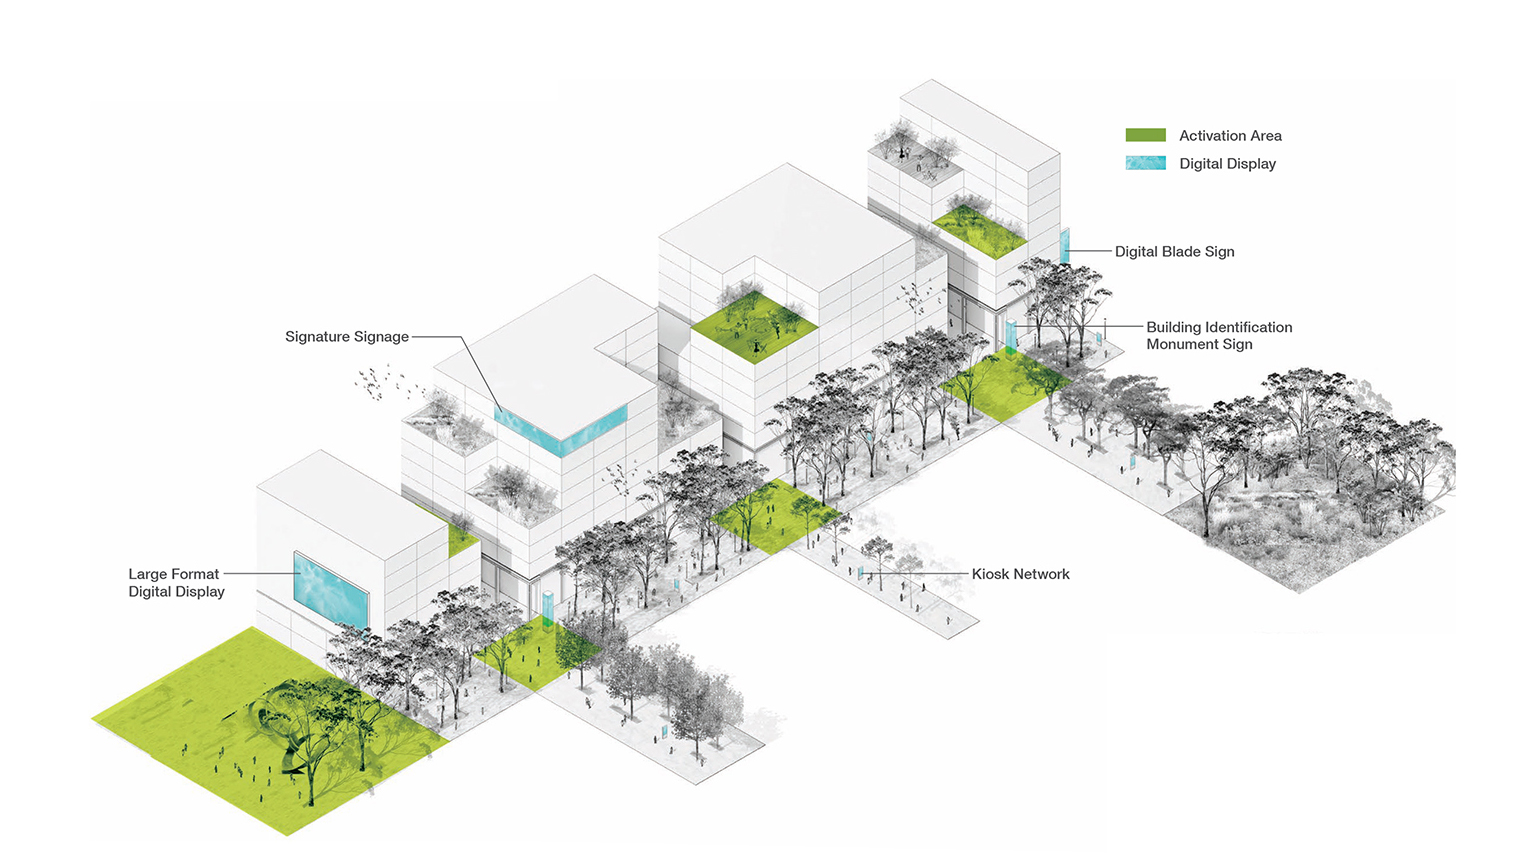 Activation Area
Digital Display
Digital Blade Sign
Building Identification
Monument Sign
Signature Signage
Large Format
Digital Display
Kiosk Network